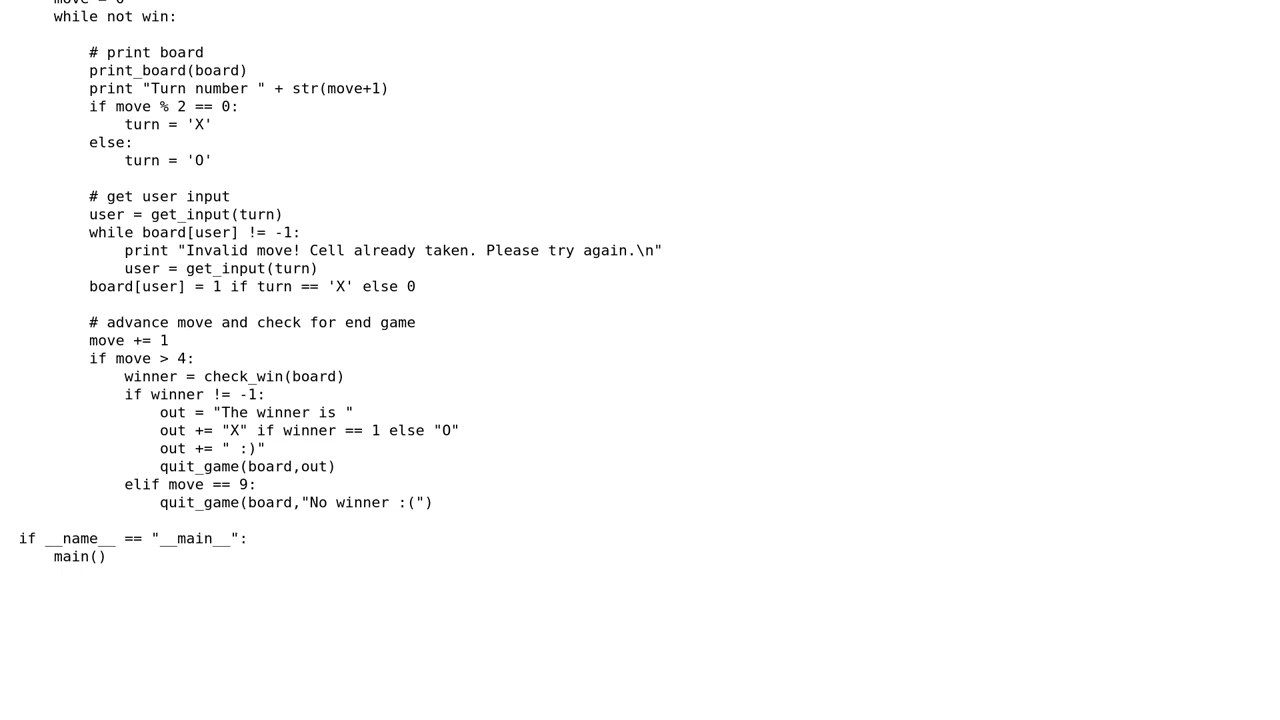 move = 0
while not win:
# print board
print_board(board)
print "Turn number " + str(move+1)
if move % 2 == 0:
turn = 'X'
else:
turn = 'O'
# get user input
user = get_input(turn)
while board[user] != -1:
print "Invalid move! Cell already taken. Please try again.\n"
user = get_input(turn)
board[user] = 1 if turn == 'X' else 0
# advance move and check for end game
move += 1
if move > 4:
winner = check_win(board)
if winner != -1:
out = "The winner is "
out += "X" if winner == 1 else "O"
out += " :)"
quit_game(board,out)
elif move == 9:
quit_game(board,"No winner :(")
if __name__ == "__main__":
main()